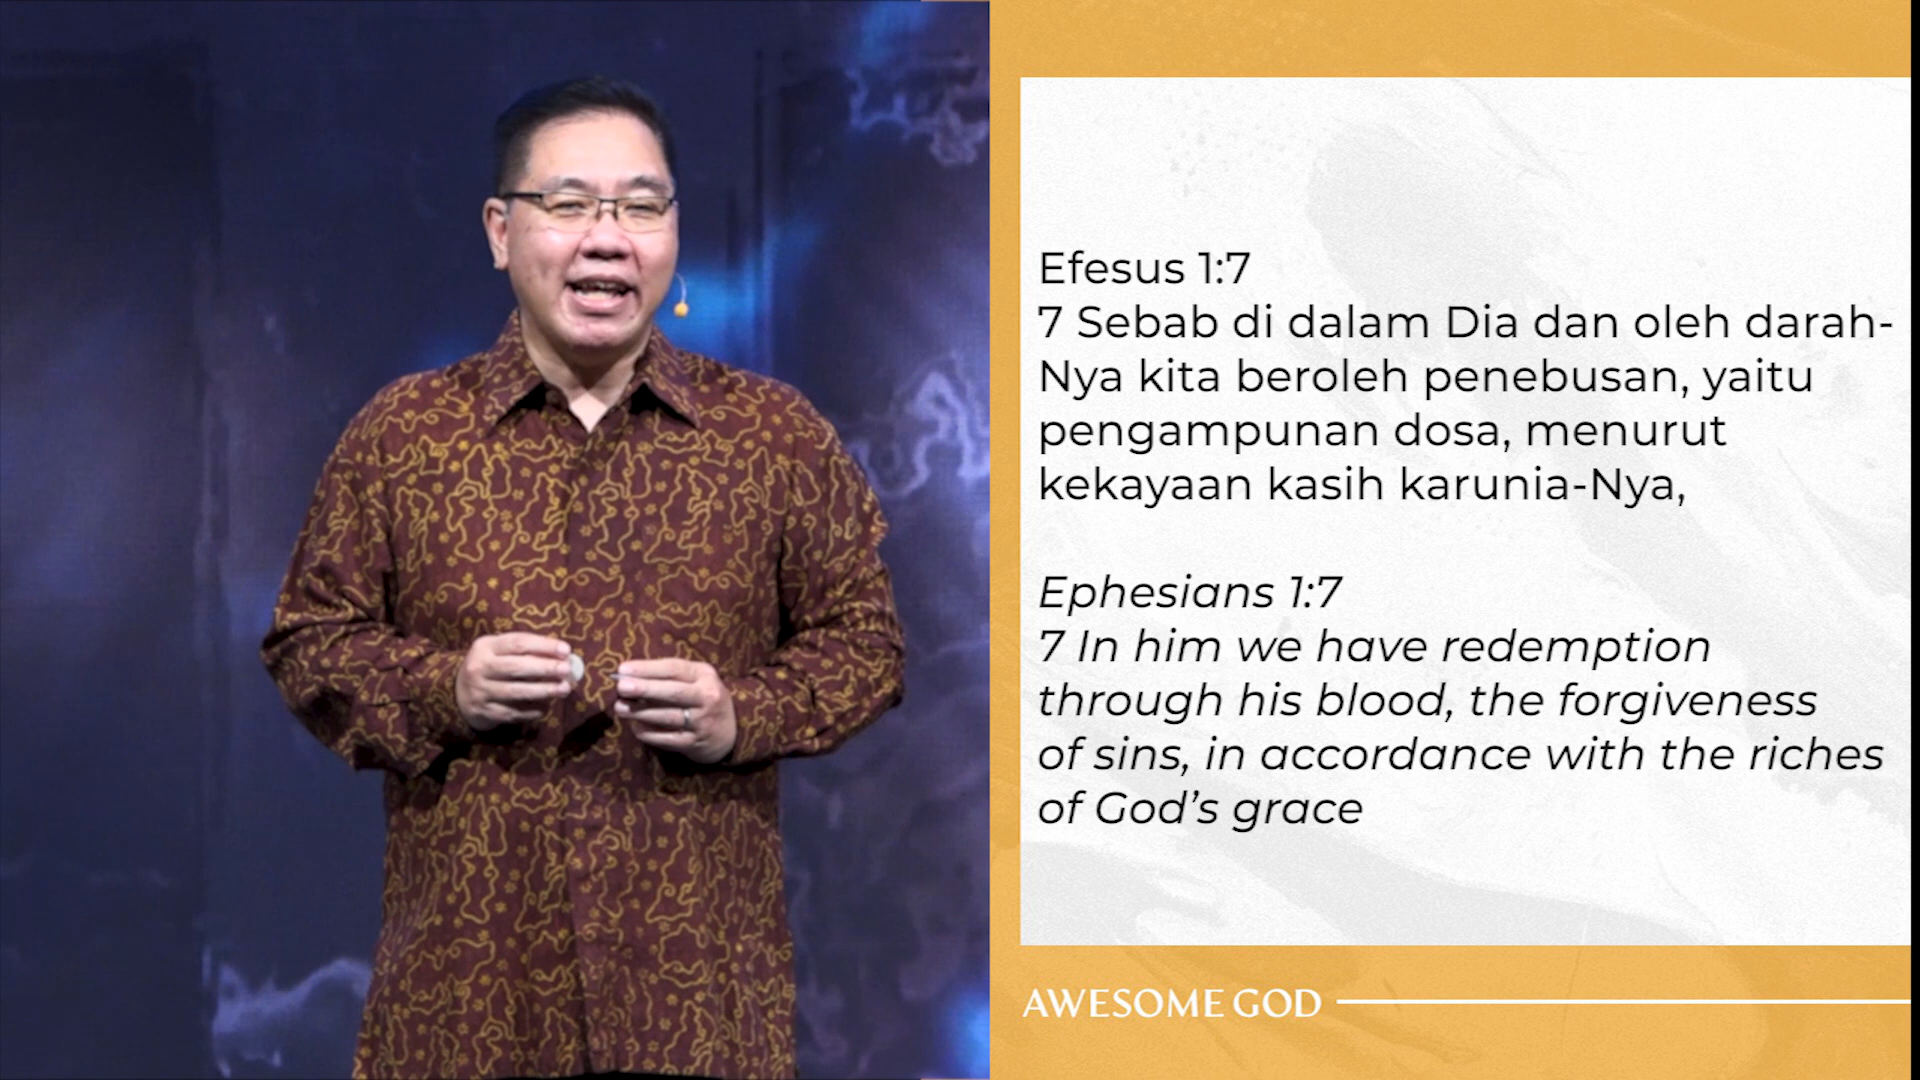 Efesus 1:7
7 Sebab di dalam Dia dan oleh darah-
Nya kita beroleh penebusan, yaitu
pengampunan dosa, menurut
kekayaan kasih karunia-Nya,
Ephesians 1:7
7 In him we have redemption
through his blood, the forgiveness
of sins, in accordance with the riches
of God’s grace
AWESOME GOD